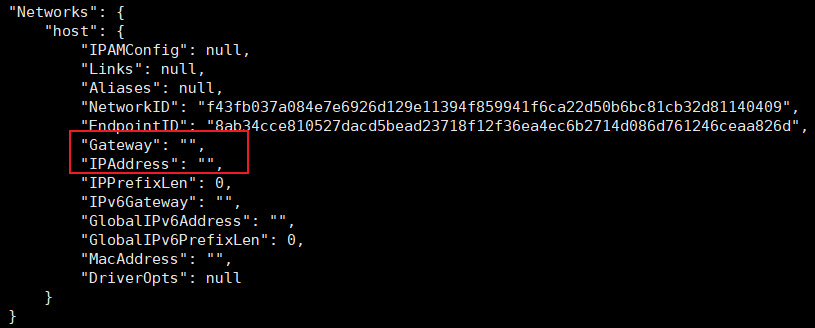 "Networks": {
"host": {
"IPAMConfig": null,
"Links": null,
"Aliases": null,
"NetworkID": "f43fb037a084e7e6926d129e11394f859941f6ca22d50b6bc81cb32d81140409",
"EndpointID": "8ab34cce810527dacd5bead23718f12f36ea4ec6b2714d086d761246ceaa826d",
"Gateway": "",
"IPAddress": "",
"IPPrefixLen": 0,
"IPv6Gateway": "",
"GlobalIPv6Address": "",
"GlobalIPv6PrefixLen": 0,
"MacAddress": "",
"DriverOpts": null
}
}